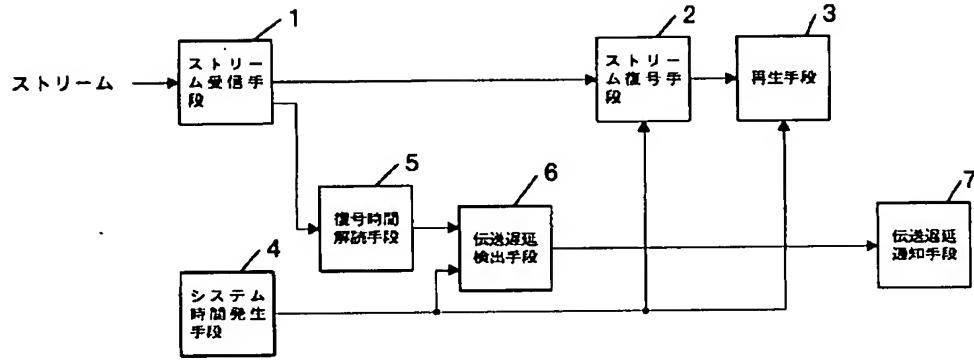 1
2
3
ストリーム
ストリー
ム受信手
段
ストリー
ム復号手
段
再生手段
5
6
7
復号時間
解読手段
伝送遅延
検出手段
伝送遅延
通知手段
4
システム
時間発生
手段